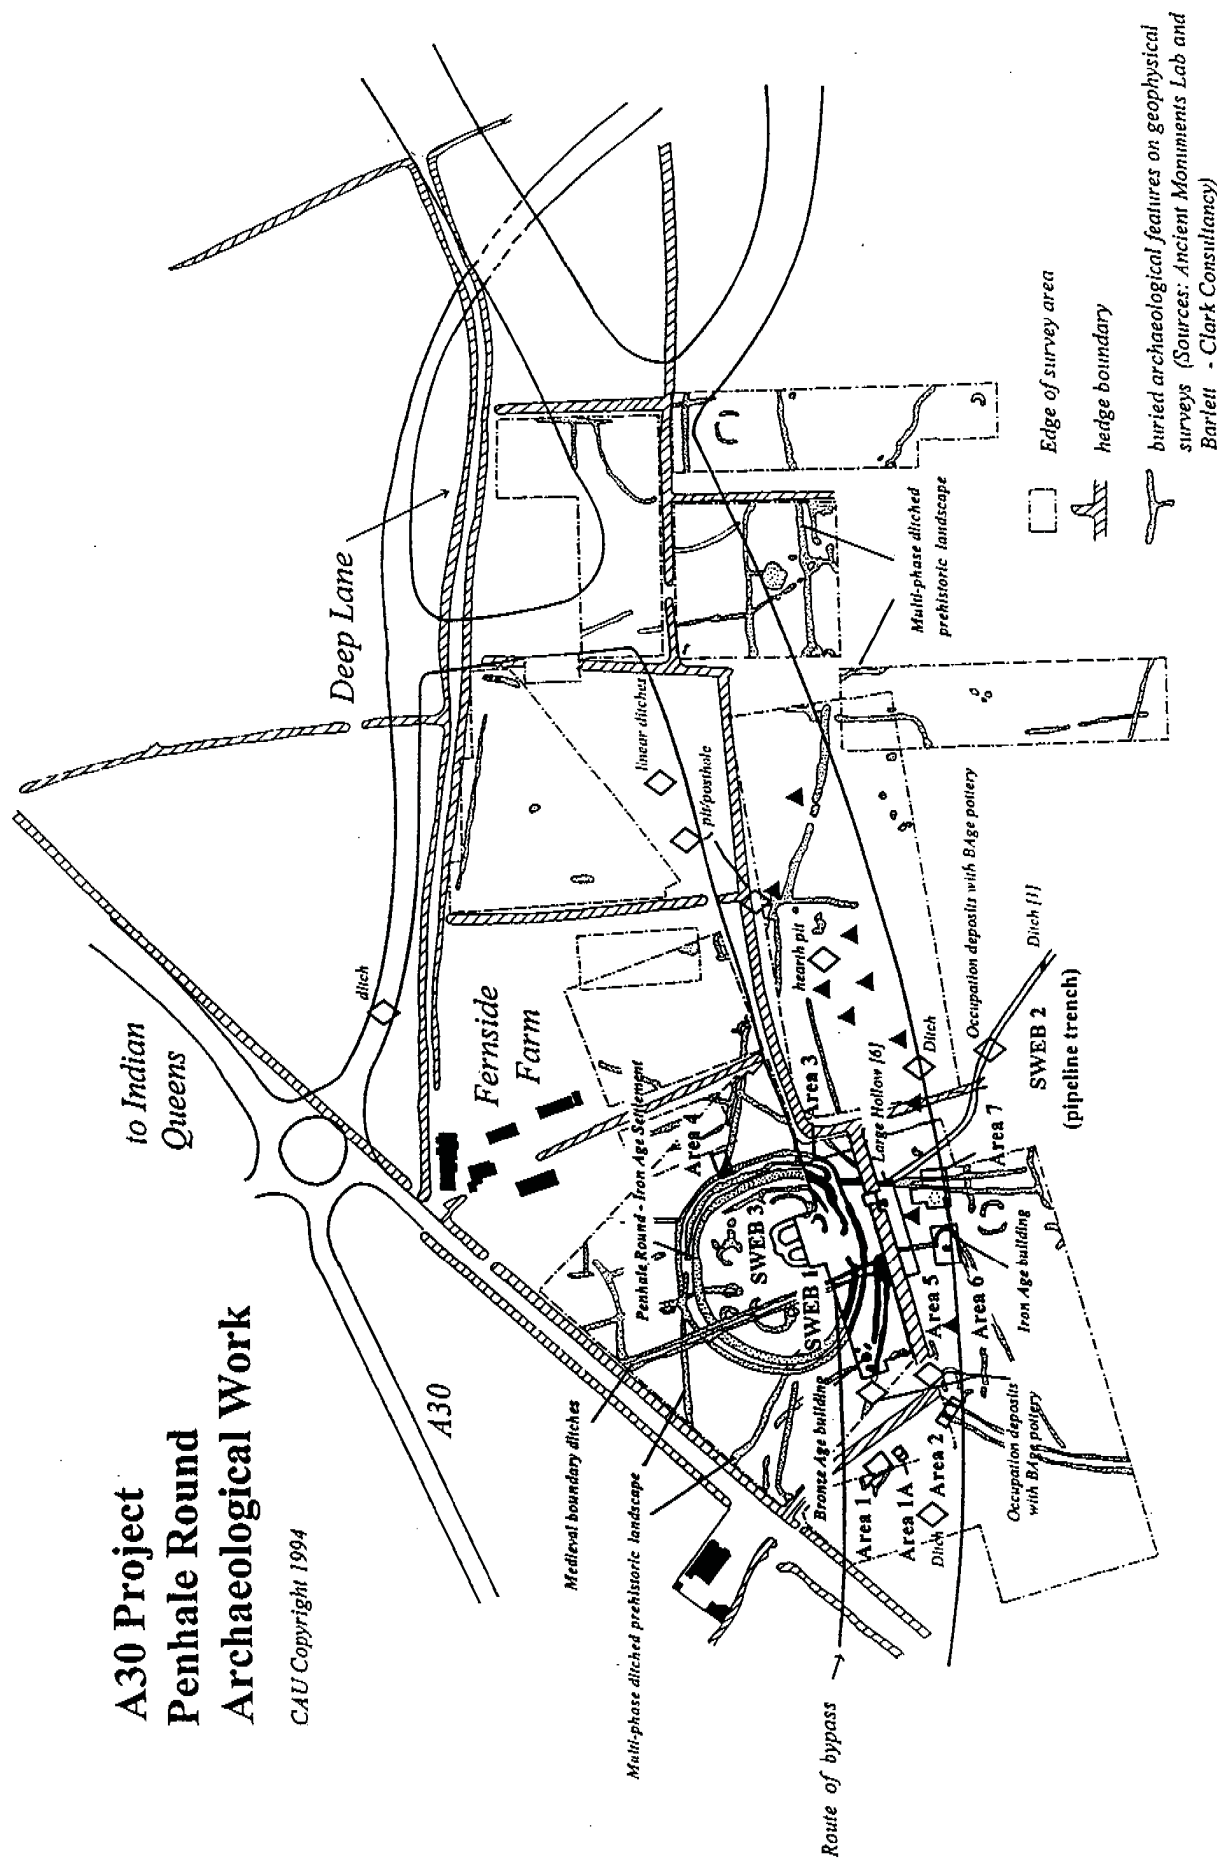 A30 Project
Penhale Round
Archaeological Work
CAU Copyright 1994
to Indian
Queens
A30
Deep Lane
ditch
Fernside
Farm
linear ditches
pit/posthole
hearth pit
Multi-phase ditched
prehistoric landscape
Medieval boundary ditches
Multi-phase ditched prehistoric landscape
Penhale Round - Iron Age Settlement
Area 4
SWEB 3
SWEB 1
Area 3
Large Hollow [6]
Ditch
Occupation deposits with BAge pottery
Ditch [1]
SWEB 2
(pipeline trench)
Area 7
Iron Age building
Area 5
Area 6
Bronze Age building
Area 1
Area 1A
Ditch
Area 2
Occupation deposits
with BAge pottery
Route of bypass
Edge of survey area
hedge boundary
buried archaeological features on geophysical
surveys (Sources: Ancient Monuments Lab and
Barlett - Clark Consultancy)